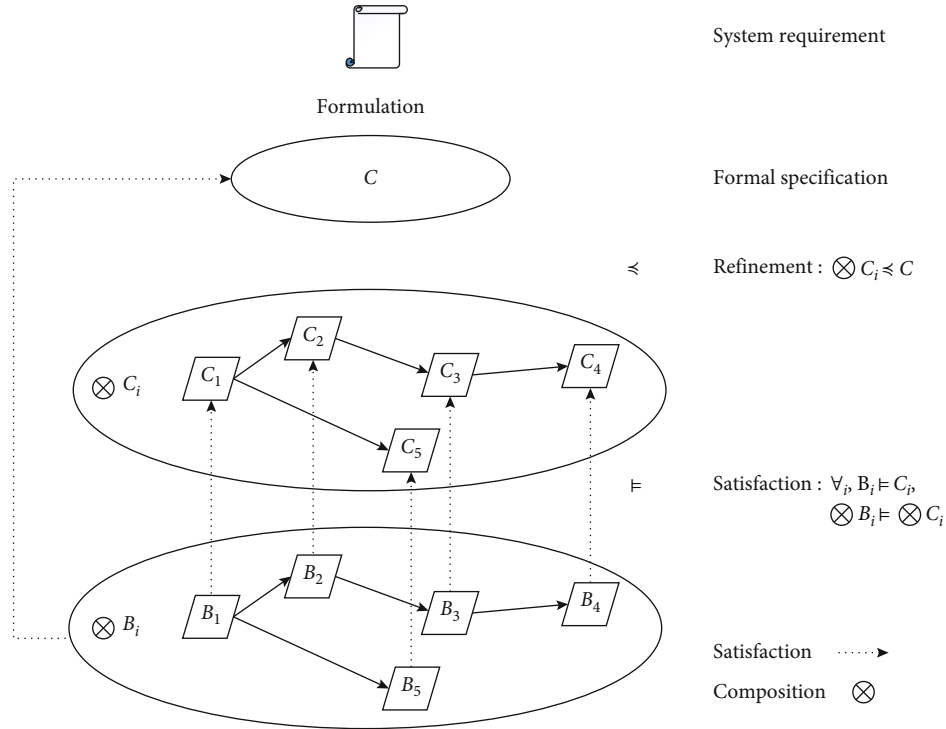 System requirement
Formulation
C
Formal specification
≼
Refinement : ⊗ C_i ≼ C
C_2
C_1
C_3
C_4
⊗ C_i
C_5
⊨
Satisfaction : ∀_i, B_i ⊨ C_i,
⊗ B_i ⊨ ⊗ C_i
B_2
B_1
B_3
B_4
⊗ B_i
B_5
Satisfaction
Composition ⊗